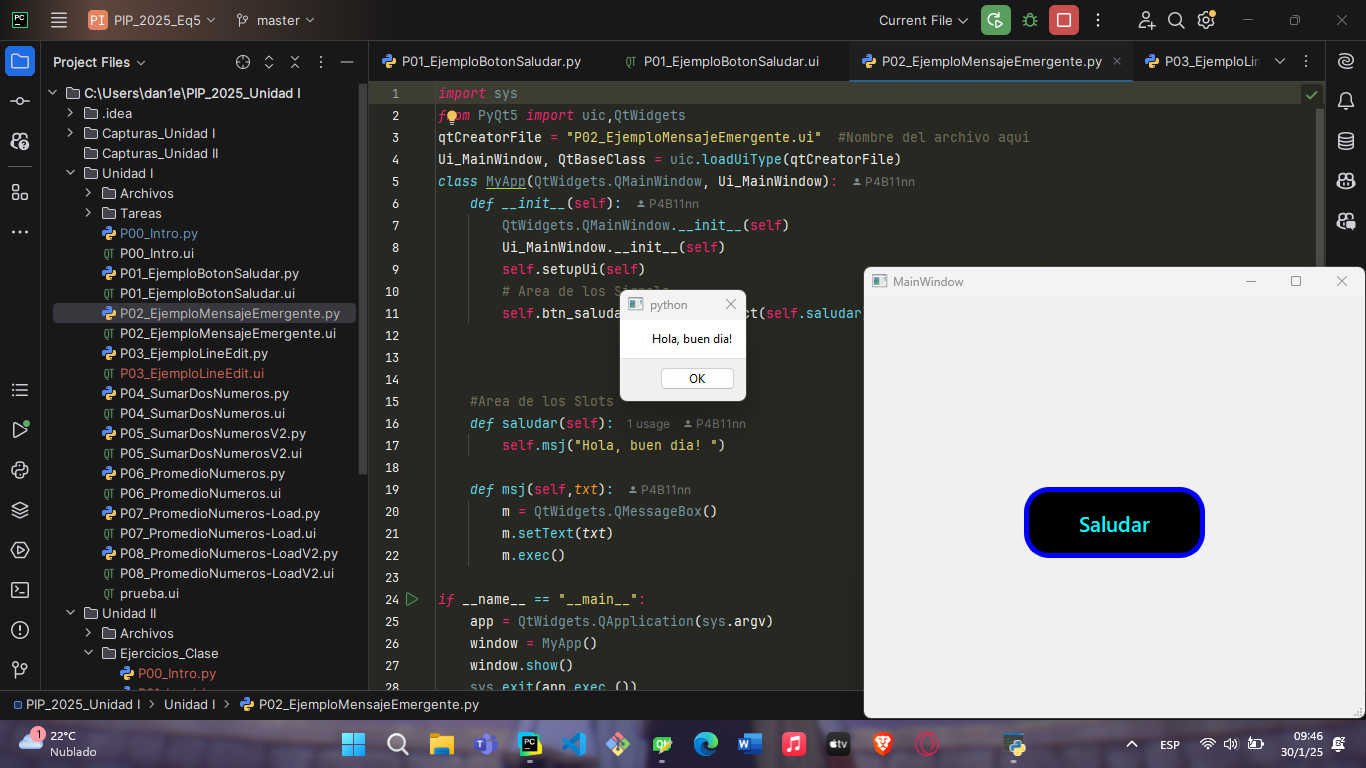 PI PIP_2025_Eq5 master Current File
Project Files
C:\Users\dan1e\PIP_2025_Unidad I
.idea
Capturas_Unidad I
Capturas_Unidad II
Unidad I
Archivos
Tareas
P00_Intro.py
P00_Intro.ui
P01_EjemploBotonSaludar.py
P01_EjemploBotonSaludar.ui
P02_EjemploMensajeEmergente.py
P02_EjemploMensajeEmergente.ui
P03_EjemploLineEdit.py
P03_EjemploLineEdit.ui
P04_SumarDosNumeros.py
P04_SumarDosNumeros.ui
P05_SumarDosNumerosV2.py
P05_SumarDosNumerosV2.ui
P06_PromedioNumeros.py
P06_PromedioNumeros.ui
P07_PromedioNumeros-Load.py
P07_PromedioNumeros-Load.ui
P08_PromedioNumeros-LoadV2.py
P08_PromedioNumeros-LoadV2.ui
prueba.ui
Unidad II
Archivos
Ejercicios_Clase
P00_Intro.py
P01_EjemploBotonSaludar.py P01_EjemploBotonSaludar.ui P02_EjemploMensajeEmergente.py P03_EjemploLin
1 import sys
2 from PyQt5 import uic,QtWidgets
3 qtCreatorFile = "P02_EjemploMensajeEmergente.ui" #Nombre del archivo aqui
4 Ui_MainWindow, QtBaseClass = uic.loadUiType(qtCreatorFile)
5 class MyApp(QtWidgets.QMainWindow, Ui_MainWindow): P4B11nn
6 def __init__(self): P4B11nn
7 QtWidgets.QMainWindow.__init__(self)
8 Ui_MainWindow.__init__(self)
9 self.setupUi(self)
10 # Area de los Signals
11 self.btn_saluda ct(self.saludar
12
13
14
15 #Area de los Slots
16 def saludar(self): 1 usage P4B11nn
17 self.msj("Hola, buen dia! ")
18
19 def msj(self,txt): P4B11nn
20 m = QtWidgets.QMessageBox()
21 m.setText(txt)
22 m.exec()
23
24 if __name__ == "__main__":
25 app = QtWidgets.QApplication(sys.argv)
26 window = MyApp()
27 window.show()
28 sys.exit(app.exec_())
python
Hola, buen dia!
OK
MainWindow
Saludar
PIP_2025_Unidad I > Unidad I > P02_EjemploMensajeEmergente.py
1
22°C
Nublado
ESP
09:46
30/1/25